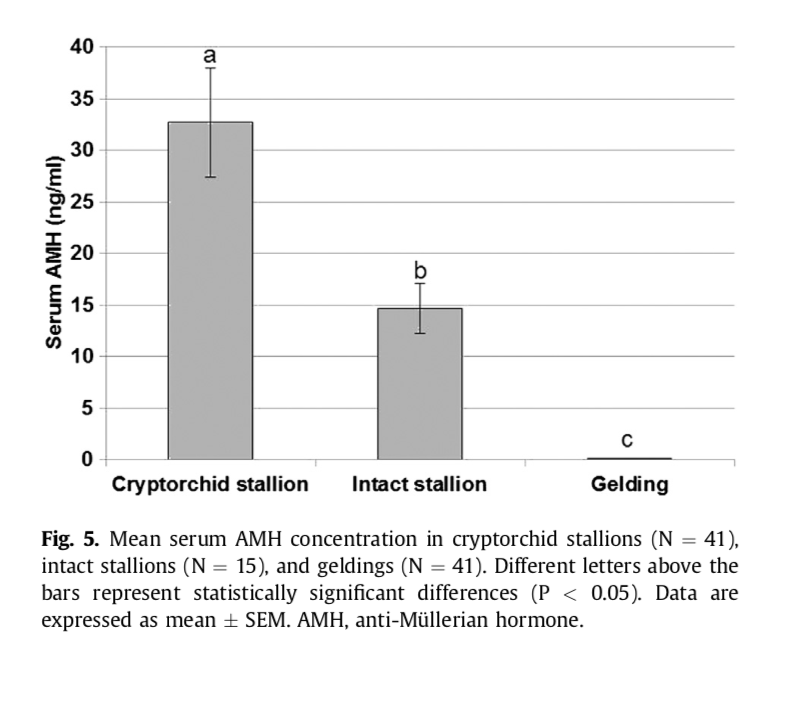 40
a
35
30
25
20
b
15
10
5
c
0
Serum AMH (ng/ml)
Cryptorchid stallion Intact stallion Gelding
Fig. 5. Mean serum AMH concentration in cryptorchid stallions (N = 41),
intact stallions (N = 15), and geldings (N = 41). Different letters above the
bars represent statistically significant differences (P < 0.05). Data are
expressed as mean ± SEM. AMH, anti-Müllerian hormone.